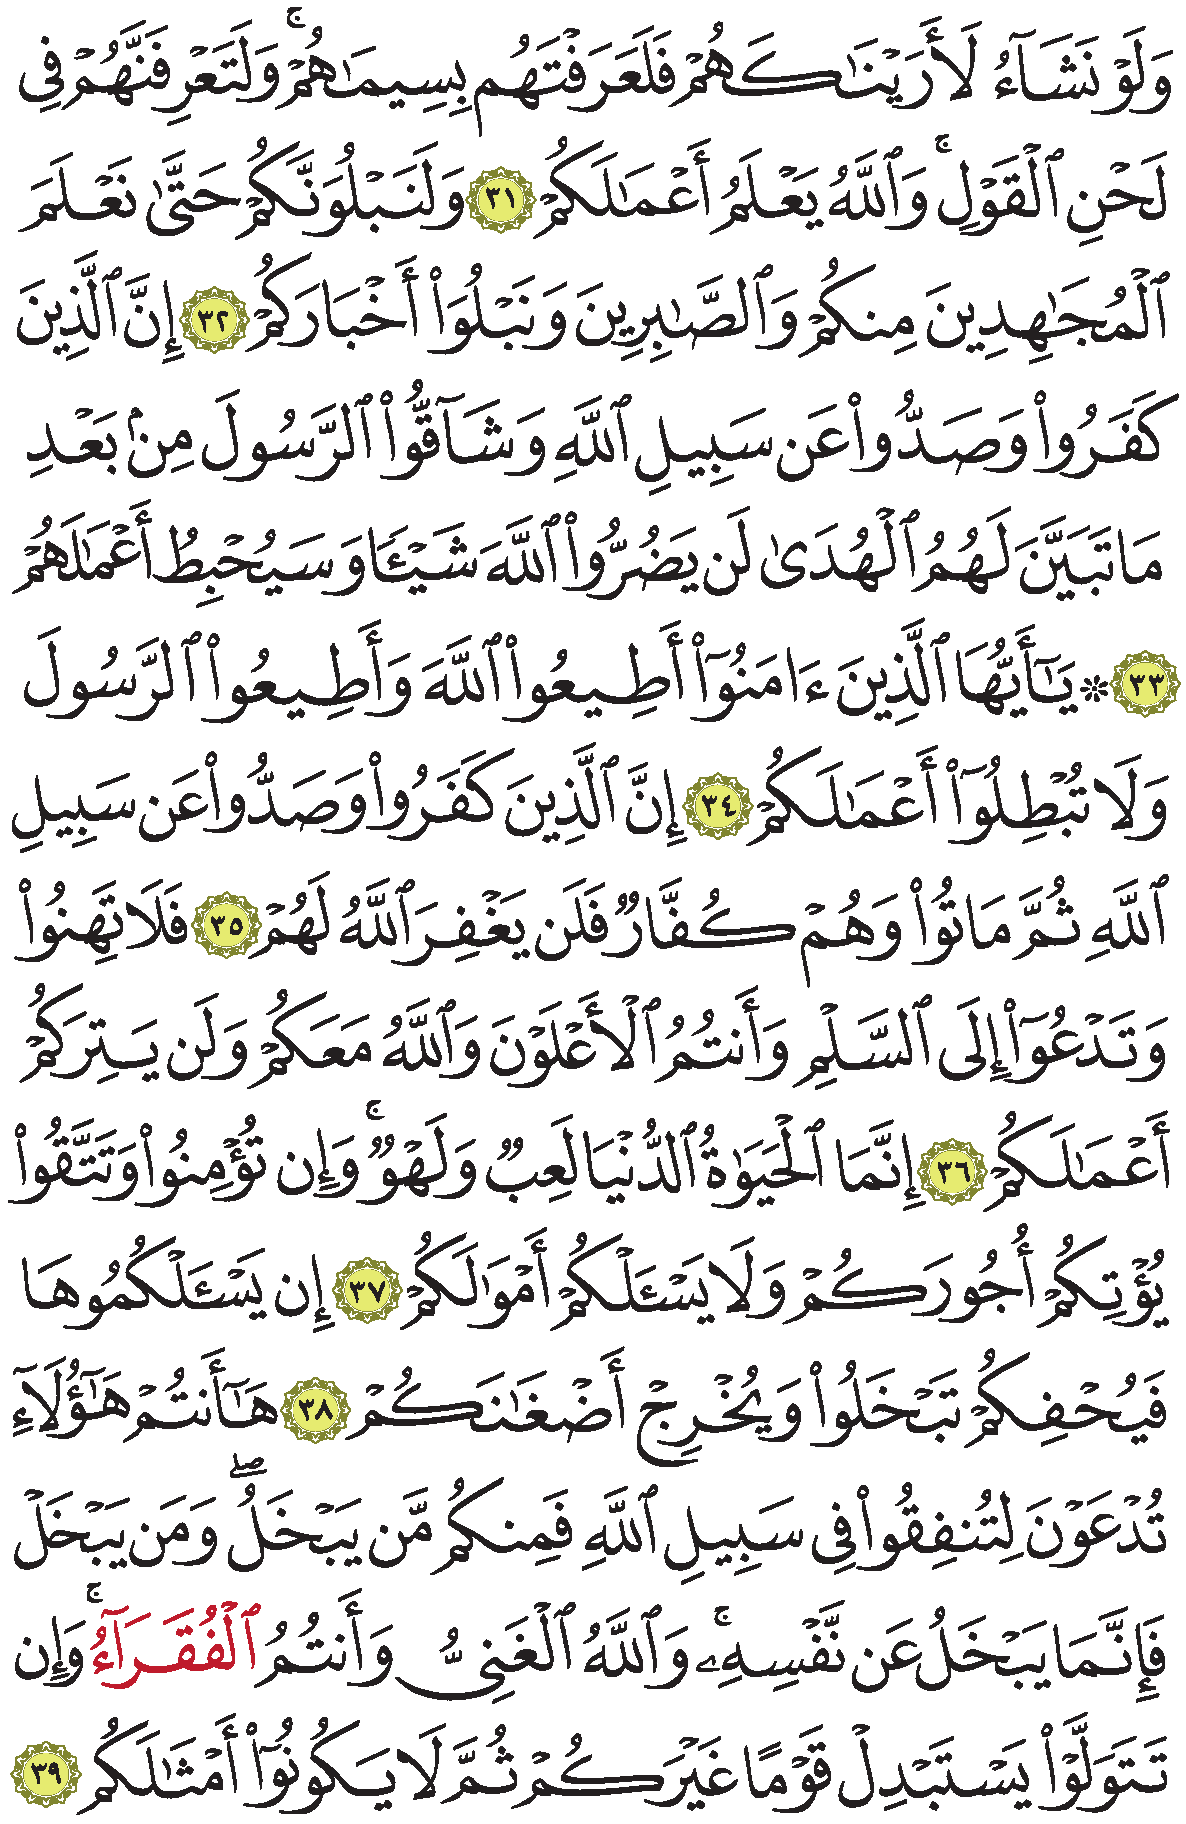 وَلَوْ نَشَآءُ لَأَرَيْنَٰكَهُمْ فَلَعَرَفْتَهُم بِسِيمَٰهُمْ ۚ وَلَتَعْرِفَنَّهُمْ فِى
لَحْنِ ٱلْقَوْلِ ۚ وَٱللَّهُ يَعْلَمُ أَعْمَٰلَكُمْ ٣١ وَلَنَبْلُوَنَّكُمْ حَتَّىٰ نَعْلَمَ
ٱلْمُجَٰهِدِينَ مِنكُمْ وَٱلصَّٰبِرِينَ وَنَبْلُوَا۟ أَخْبَارَكُمْ ٣٢ إِنَّ ٱلَّذِينَ
كَفَرُوا۟ وَصَدُّوا۟ عَن سَبِيلِ ٱللَّهِ وَشَآقُّوا۟ ٱلرَّسُولَ مِنۢ بَعْدِ
مَا تَبَيَّنَ لَهُمُ ٱلْهُدَىٰ لَن يَضُرُّوا۟ ٱللَّهَ شَيْـًٔا وَسَيُحْبِطُ أَعْمَٰلَهُمْ
٣٣ ۞ يَٰٓأَيُّهَا ٱلَّذِينَ ءَامَنُوٓا۟ أَطِيعُوا۟ ٱللَّهَ وَأَطِيعُوا۟ ٱلرَّسُولَ
وَلَا تُبْطِلُوٓا۟ أَعْمَٰلَكُمْ ٣٤ إِنَّ ٱلَّذِينَ كَفَرُوا۟ وَصَدُّوا۟ عَن سَبِيلِ
ٱللَّهِ ثُمَّ مَاتُوا۟ وَهُمْ كُفَّارٌ فَلَن يَغْفِرَ ٱللَّهُ لَهُمْ ٣٥ فَلَا تَهِنُوا۟
وَتَدْعُوٓا۟ إِلَى ٱلسَّلْمِ وَأَنتُمُ ٱلْأَعْلَوْنَ وَٱللَّهُ مَعَكُمْ وَلَن يَتِرَكُمْ
أَعْمَٰلَكُمْ ٣٦ إِنَّمَا ٱلْحَيَوٰةُ ٱلدُّنْيَا لَعِبٌ وَلَهْوٌ ۚ وَإِن تُؤْمِنُوا۟ وَتَتَّقُوا۟
يُؤْتِكُمْ أُجُورَكُمْ وَلَا يَسْـَٔلْكُمْ أَمْوَٰلَكُمْ ٣٧ إِن يَسْـَٔلْكُمُوهَا
فَيُحْفِكُمْ تَبْخَلُوا۟ وَيُخْرِجْ أَضْغَٰنَكُمْ ٣٨ هَٰٓأَنتُمْ هَٰٓؤُلَآءِ
تُدْعَوْنَ لِتُنفِقُوا۟ فِى سَبِيلِ ٱللَّهِ فَمِنكُم مَّن يَبْخَلُ ۖ وَمَن يَبْخَلْ
فَإِنَّمَا يَبْخَلُ عَن نَّفْسِهِۦ ۚ وَٱللَّهُ ٱلْغَنِىُّ وَأَنتُمُ ٱلْفُقَرَآءُ ۚ وَإِن
تَتَوَلَّوْا۟ يَسْتَبْدِلْ قَوْمًا غَيْرَكُمْ ثُمَّ لَا يَكُونُوٓا۟ أَمْثَٰلَكُم ٣٩